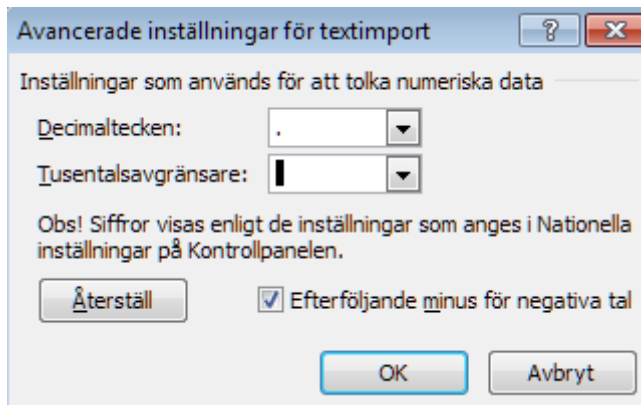 Avancerade inställningar för textimport
Inställningar som används för att tolka numeriska data
Decimaltecken: .
Tusentalsavgränsare:
Obs! Siffror visas enligt de inställningar som anges i Nationella
inställningar på Kontrollpanelen.
Återställ Efterföljande minus för negativa tal
OK Avbryt